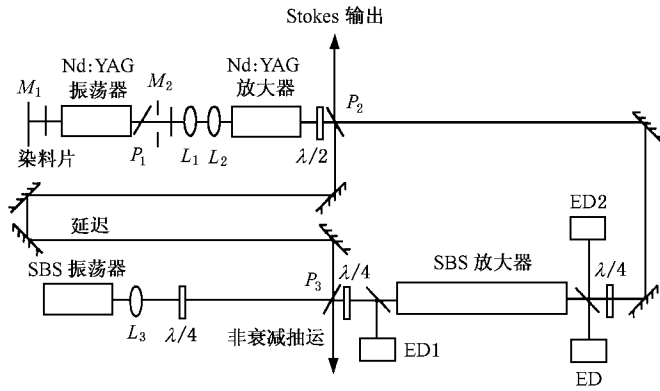 Stokes 输出
Nd:YAG
振荡器
Nd:YAG
放大器
M₁
M₂
P₂
染料片
P₁
L₁
L₂
λ/2
延迟
ED2
SBS 振荡器
P₃
λ/4
SBS 放大器
λ/4
L₃
λ/4
非衰减抽运
ED1
ED